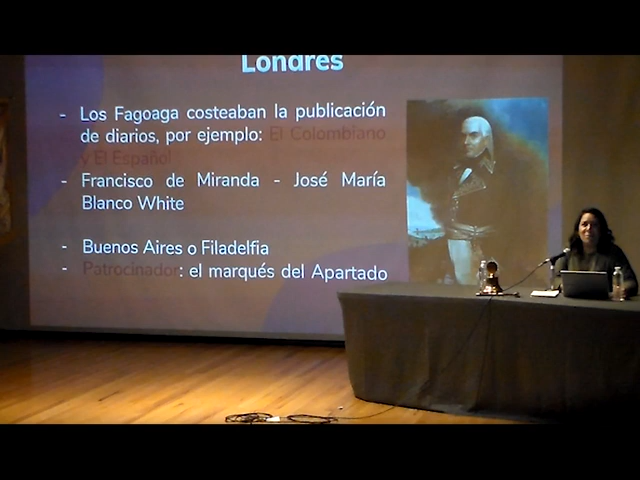 Londres
- Los Fagoaga costeaban la publicación
de diarios, por ejemplo: El Colombiano
y El Español
- Francisco de Miranda - José María
Blanco White
- Buenos Aires o Filadelfia
- Patrocinador: el marqués del Apartado